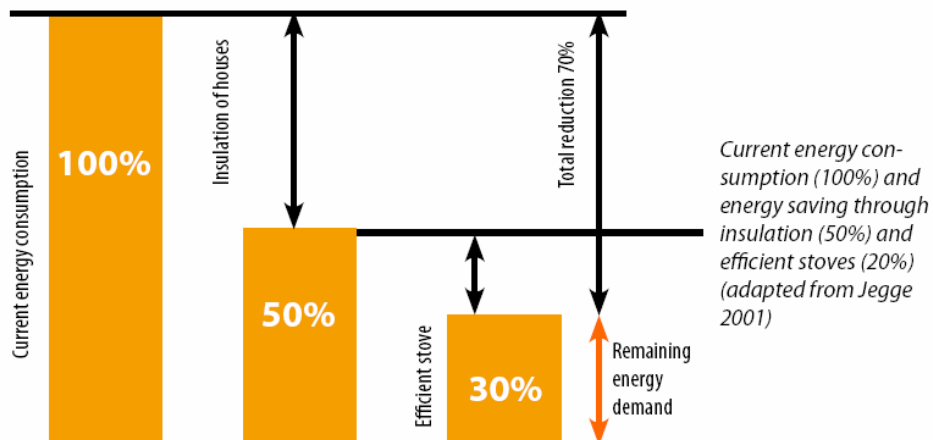 Current energy consumption
100%
Insulation of houses
50%
Efficient stove
30%
Total reduction 70%
Remaining
energy
demand
Current energy con-
sumption (100%) and
energy saving through
insulation (50%) and
efficient stoves (20%)
(adapted from Jegge
2001)